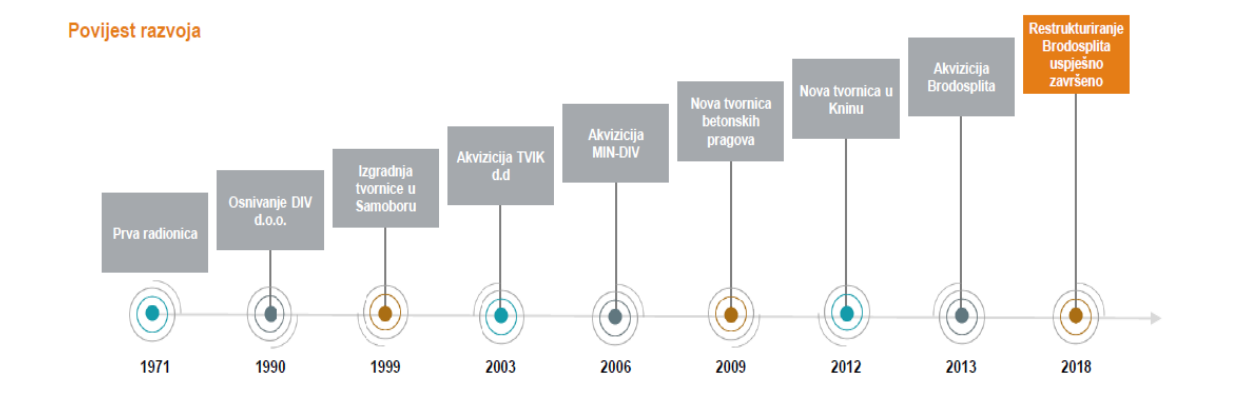 Povijest razvoja
Prva radionica
Osnivanje DIV
d.o.o.
Izgradnja
tvornice u
Samoboru
Akvizicija TVIK
d.d
Akvizicija
MIN-DIV
Nova tvornica
betonskih
pragova
Nova tvornica u
Kninu
Akvizicija
Brodosplita
Restrukturiranje
Brodosplita
uspješno
završeno
1971
1990
1999
2003
2006
2009
2012
2013
2018